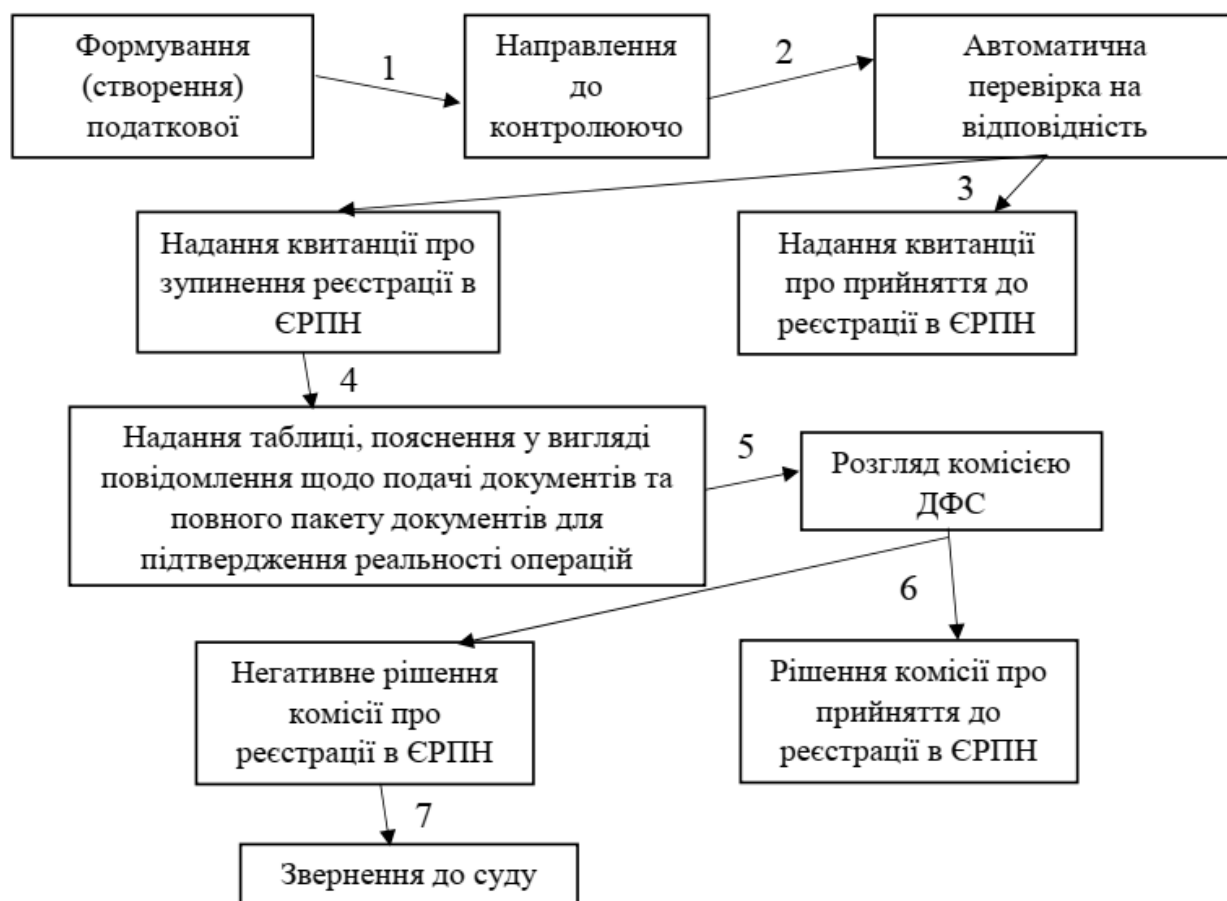 Формування
(створення)
податкової
1
Направлення
до
контролюючо
2
Автоматична
перевірка на
відповідність
3
Надання квитанції про
зупинення реєстрації в
ЄРПН
Надання квитанції
про прийняття до
реєстрації в ЄРПН
4
Надання таблиці, пояснення у вигляді
повідомлення щодо подачі документів та
повного пакету документів для
підтвердження реальності операцій
5
Розгляд комісією
ДФС
6
Негативне рішення
комісії про
реєстрації в ЄРПН
Рішення комісії про
прийняття до
реєстрації в ЄРПН
7
Звернення до суду